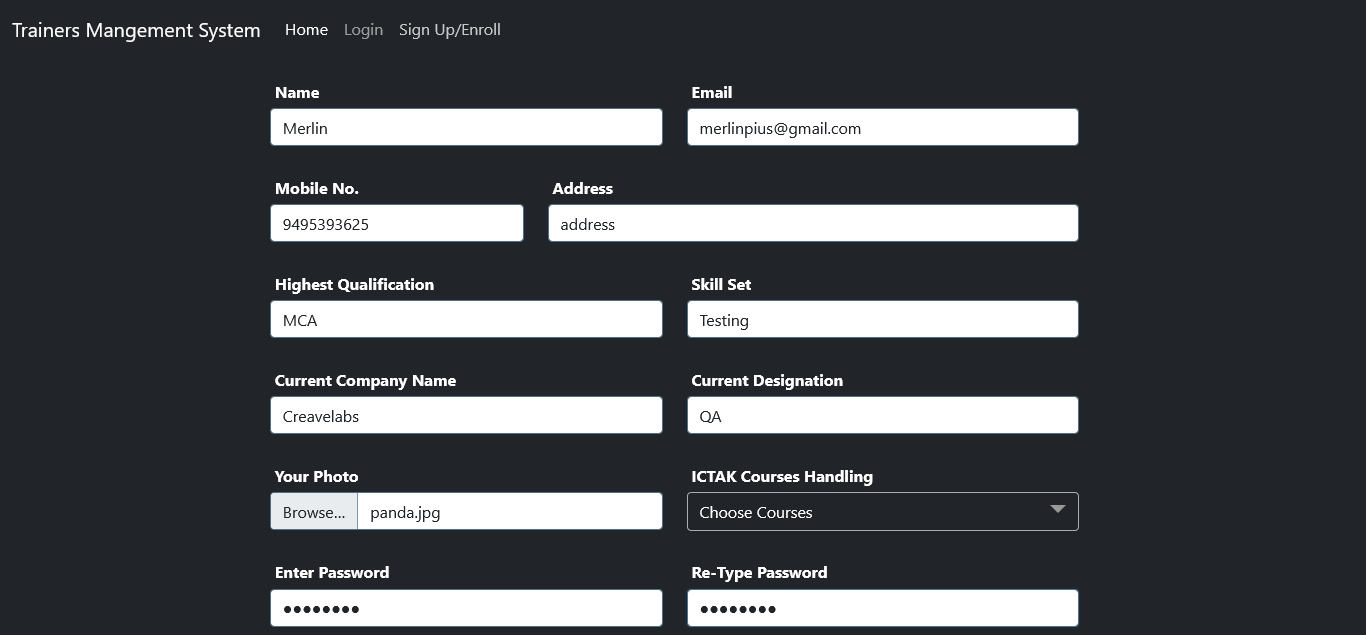 Trainers Mangement System Home Login Sign Up/Enroll
Name Email
Merlin merlinpius@gmail.com
Mobile No. Address
9495393625 address
Highest Qualification Skill Set
MCA Testing
Current Company Name Current Designation
Creavelabs QA
Your Photo ICTAK Courses Handling
Browse... panda.jpg Choose Courses
Enter Password Re-Type Password
●●●●●●●● ●●●●●●●●